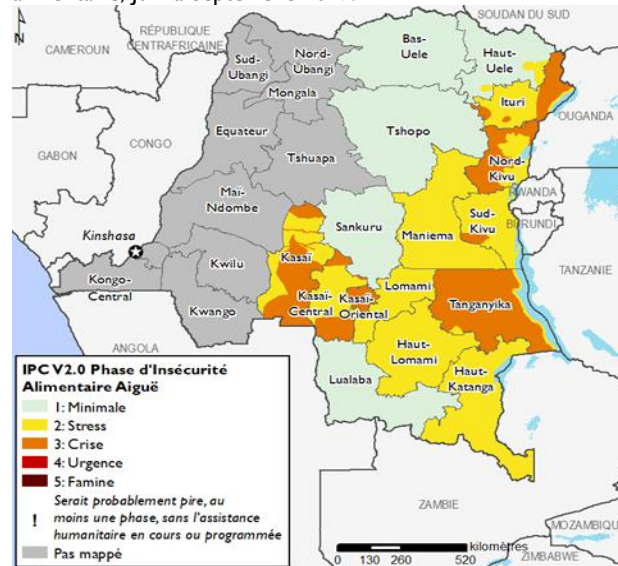 RÉPUBLIQUE
CENTRAFRICAINE
SOUDAN DU SUD
CAMEROUN
Nord-
Ubangi
Bas-
Uele
Haut-
Uele
Sud-
Ubangi
Mongala
Ituri
OUGANDA
CONGO
Equateur
Tshopo
GABON
Tshuapa
Nord-
Kivu
Mai-
Ndombe
RWANDA
Sankuru
Maniema
Sud-
Kivu
BURUNDI
Kinshasa
Kwilu
Kasaï
TANZANIE
Kongo-
Central
Kasaï-
Central
Kasaï-
Oriental
Lomami
Tanganyika
Kwango
ANGOLA
Haut-
Lomami
Haut-
Katanga
Lualaba
IPC V2.0 Phase d'Insécurité
Alimentaire Aiguë
1: Minimale
2: Stress
3: Crise
4: Urgence
5: Famine
! Serait probablement pire, au
moins une phase, sans l'assistance
humanitaire en cours ou programmée
Pas mappé
ZAMBIE
MOZAMBIQU
kilomètres
0 130 260 520
ZIMBABWE